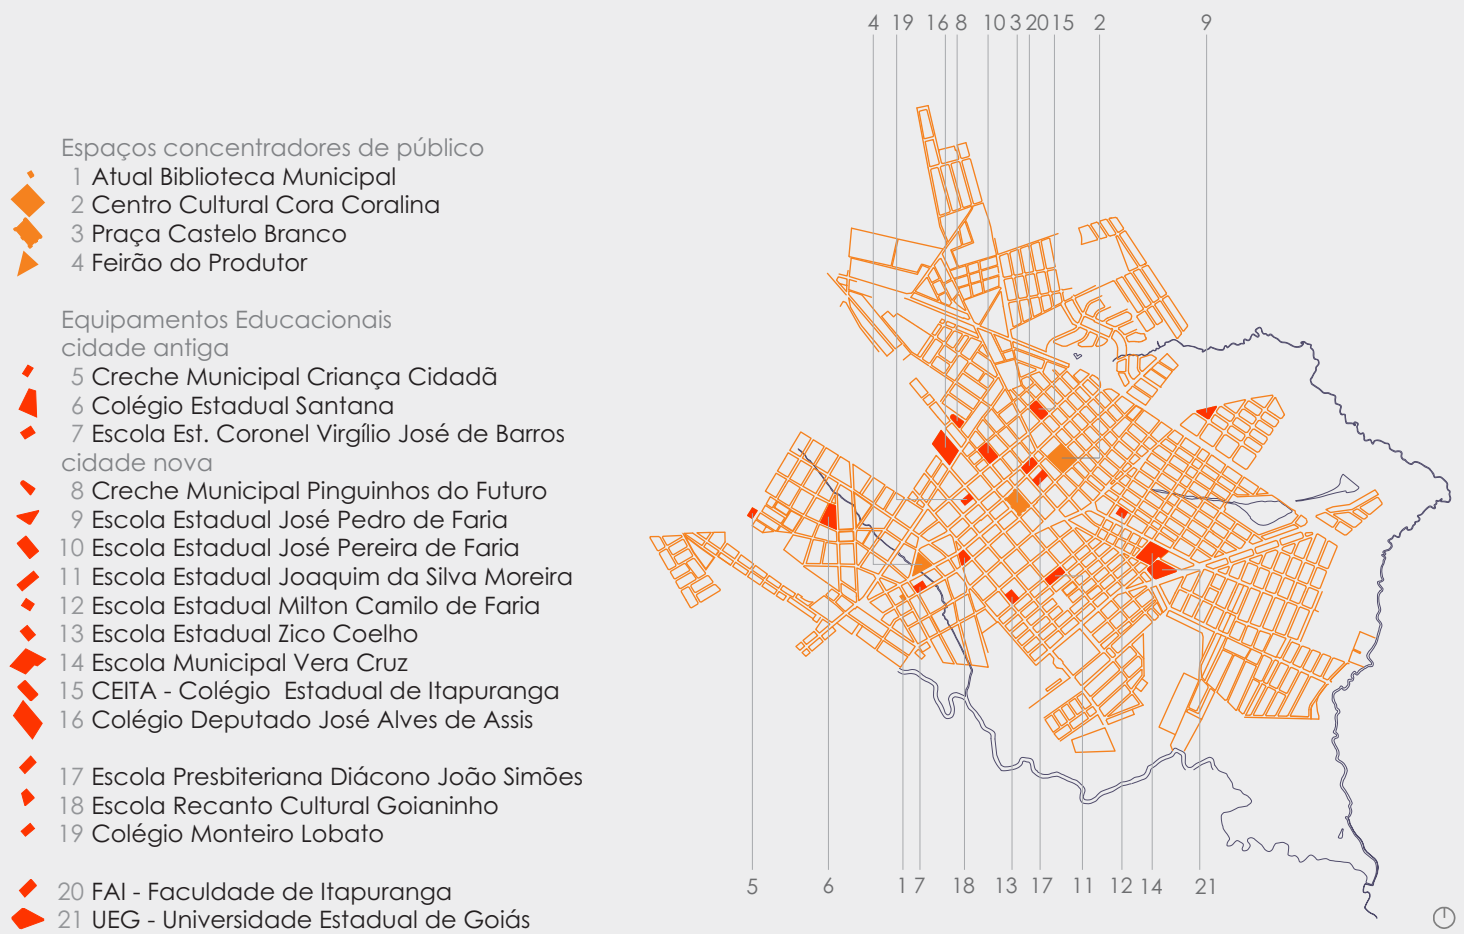 4 19 16 8 10 3 20 15 2 9
Espaços concentradores de público
1 Atual Biblioteca Municipal
2 Centro Cultural Cora Coralina
3 Praça Castelo Branco
4 Feirão do Produtor
Equipamentos Educacionais
cidade antiga
5 Creche Municipal Criança Cidadã
6 Colégio Estadual Santana
7 Escola Est. Coronel Virgílio José de Barros
cidade nova
8 Creche Municipal Pinguinhos do Futuro
9 Escola Estadual José Pedro de Faria
10 Escola Estadual José Pereira de Faria
11 Escola Estadual Joaquim da Silva Moreira
12 Escola Estadual Milton Camilo de Faria
13 Escola Estadual Zico Coelho
14 Escola Municipal Vera Cruz
15 CEITA - Colégio Estadual de Itapuranga
16 Colégio Deputado José Alves de Assis
17 Escola Presbiteriana Diácono João Simões
18 Escola Recanto Cultural Goianinho
19 Colégio Monteiro Lobato
20 FAI - Faculdade de Itapuranga
21 UEG - Universidade Estadual de Goiás
5 6 1 7 18 13 17 11 12 14 21